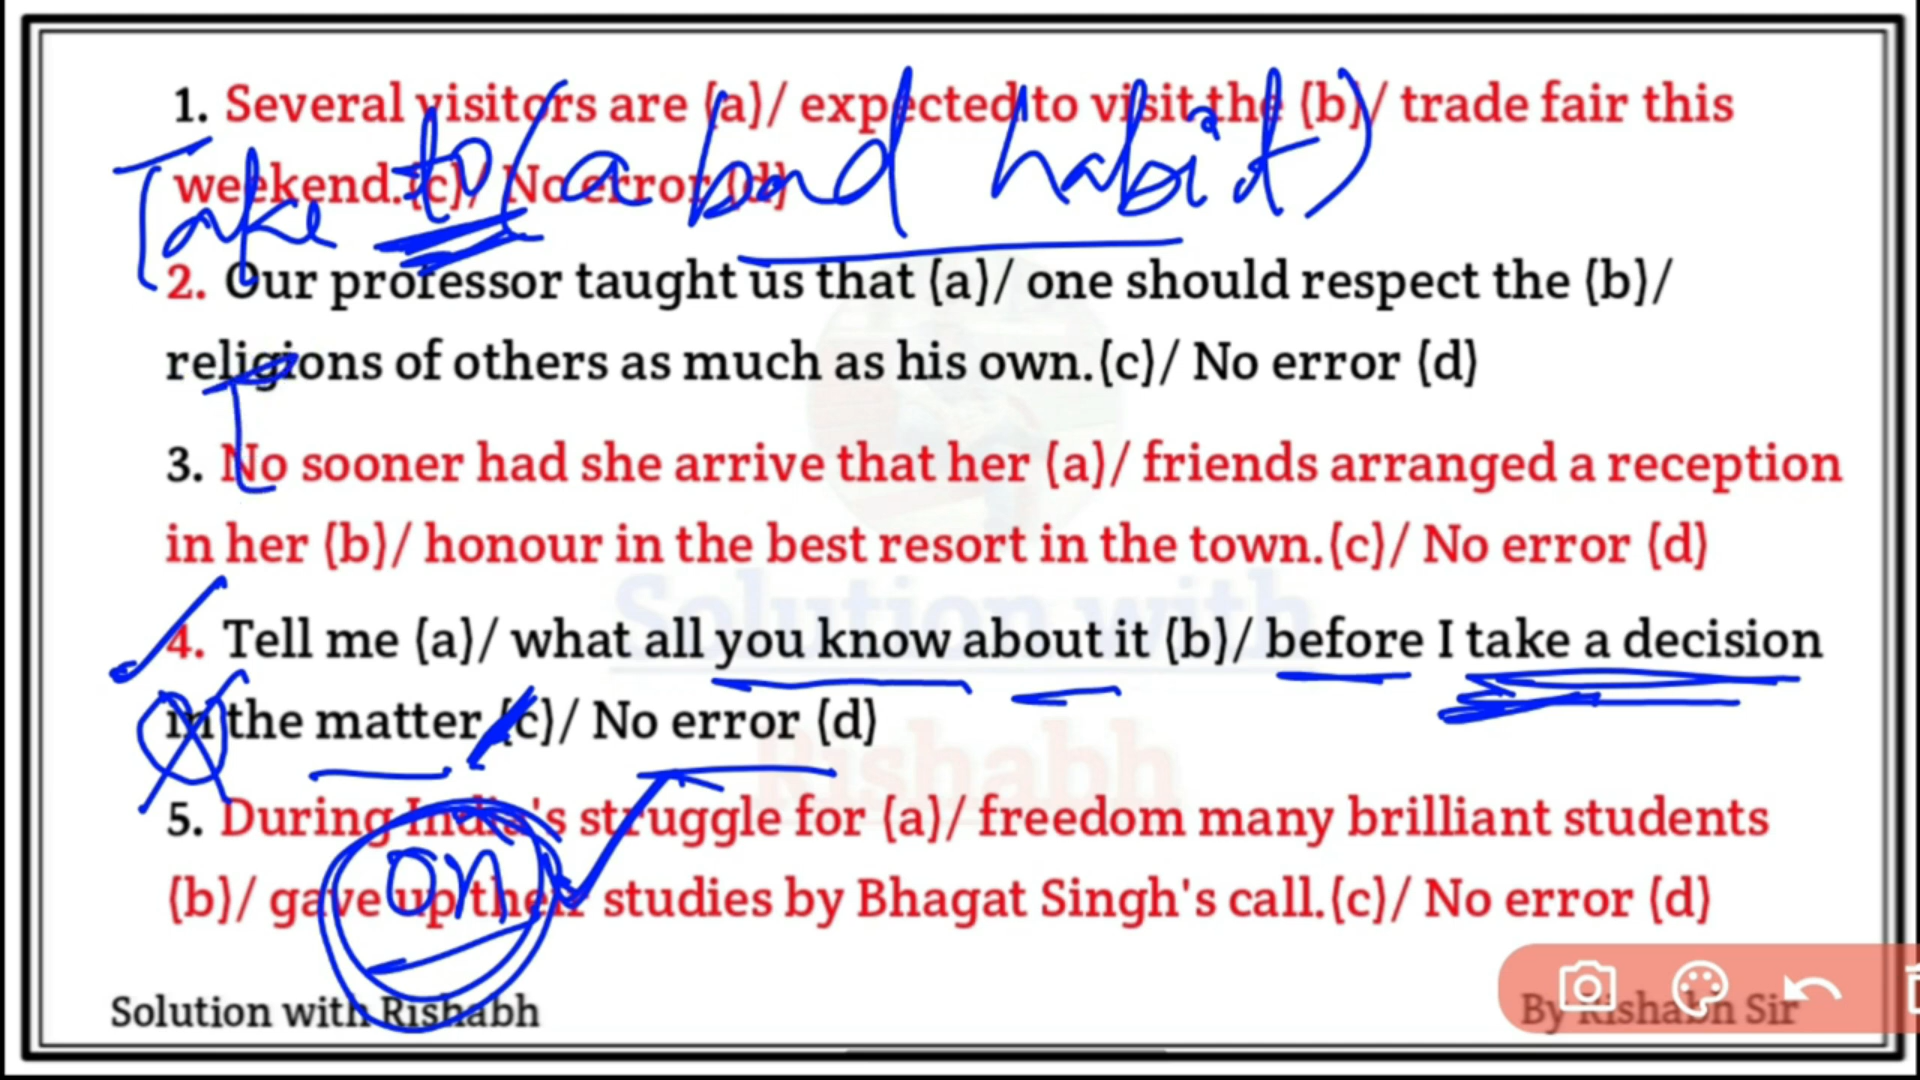 1. Several visitors are (a)/ expected to visit the (b)/ trade fair this
weekend.(c)/ No error (d)
Take to (a bad habit)
2. Our professor taught us that (a)/ one should respect the (b)/
religions of others as much as his own.(c)/ No error (d)
3. No sooner had she arrive that her (a)/ friends arranged a reception
in her (b)/ honour in the best resort in the town.(c)/ No error (d)
Solution with
4. Tell me (a)/ what all you know about it (b)/ before I take a decision
in the matter (c)/ No error (d)
Rishabh
5. During India's struggle for (a)/ freedom many brilliant students
(b)/ gave up their studies by Bhagat Singh's call.(c)/ No error (d)
on
Solution with Rishabh
By Rishabh Sir